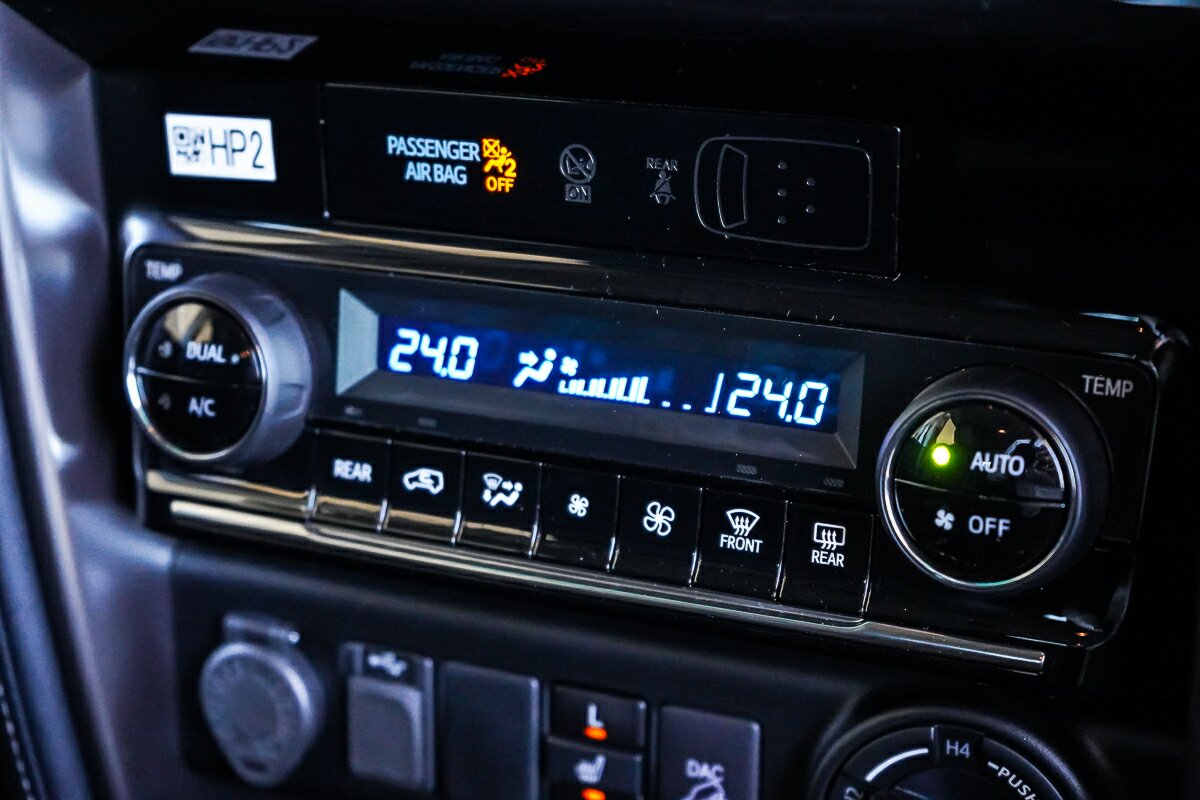 HP2
PASSENGER
AIR BAG
2
OFF
ON
REAR
TEMP
TEMP
DUAL
A/C
24.0
24.0
AUTO
OFF
REAR
FRONT
REAR
L
DAC
H4
PUSH